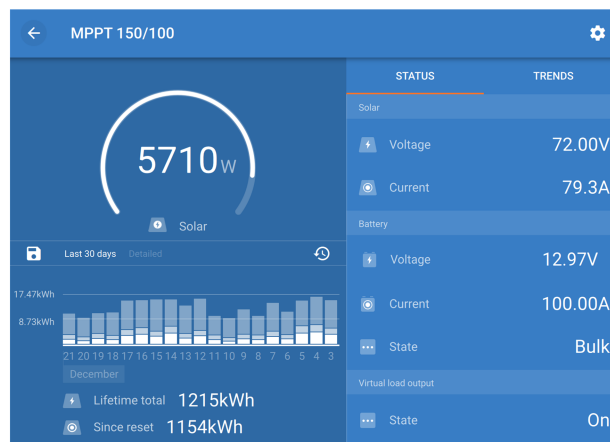 MPPT 150/100
5710W
Solar
Last 30 days Detailed
17.47kWh
8.73kWh
21 20 19 18 17 16 15 14 13 12 11 10 9 8 7 6 5 4 3
December
Lifetime total 1215kWh
Since reset 1154kWh
STATUS TRENDS
Solar
Voltage 72.00V
Current 79.3A
Battery
Voltage 12.97V
Current 100.00A
State Bulk
Virtual load output
State On